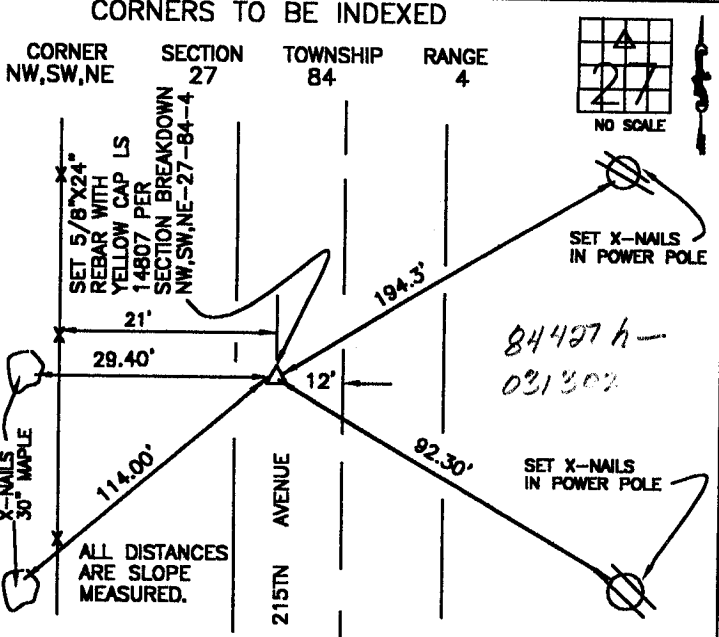 CORNERS TO BE INDEXED
CORNER SECTION TOWNSHIP RANGE
NW,SW,NE 27 84 4
27
NO SCALE
SET 5/8"X24"
REBAR WITH
YELLOW CAP LS
14807 PER
SECTION BREAKDOWN
NW,SW,NE-27-84-4
SET X-NAILS
IN POWER POLE
194.3'
21'
29.40'
12'
84427 h-
031302
X-NAILS
30" MAPLE
114.00'
92.30'
SET X-NAILS
IN POWER POLE
215TN AVENUE
ALL DISTANCES
ARE SLOPE
MEASURED.